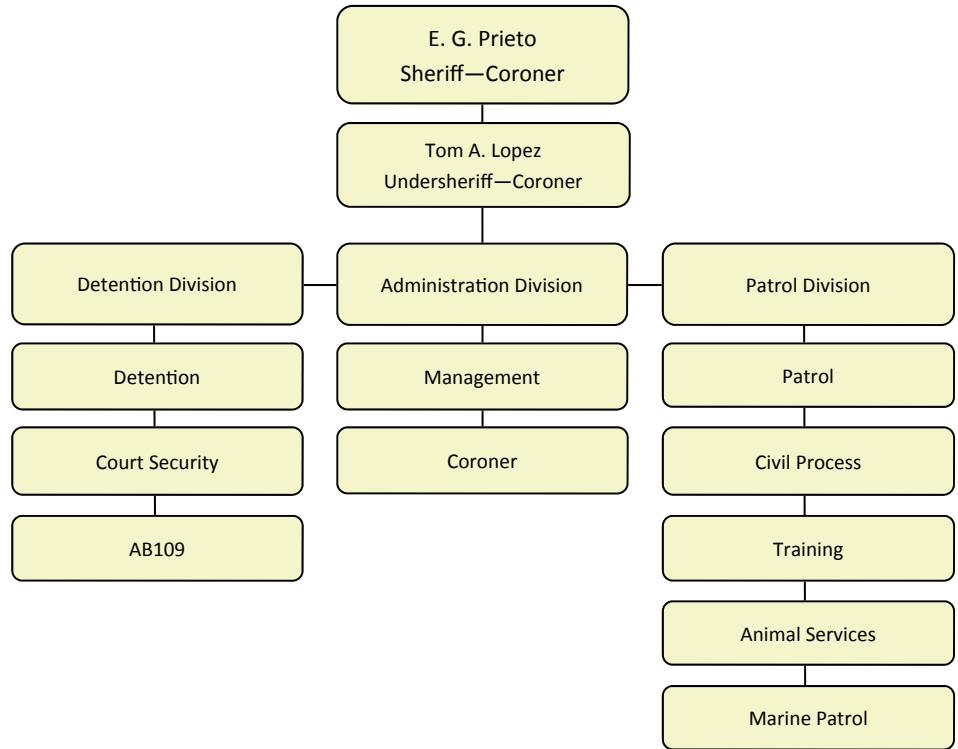 E. G. Prieto
Sheriff—Coroner
Tom A. Lopez
Undersheriff—Coroner
Detention Division
Administration Division
Patrol Division
Detention
Management
Patrol
Court Security
Coroner
Civil Process
AB109
Training
Animal Services
Marine Patrol